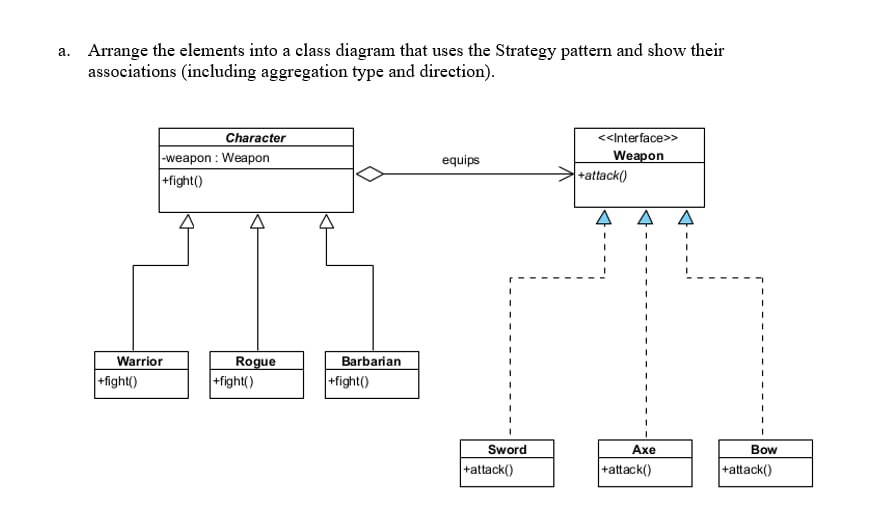 a. Arrange the elements into a class diagram that uses the Strategy pattern and show their
associations (including aggregation type and direction).
Character
-weapon : Weapon
+fight()
equips
<<Interface>>
Weapon
+attack()
Warrior
+fight()
Rogue
+fight()
Barbarian
+fight()
Sword
+attack()
Axe
+attack()
Bow
+attack()